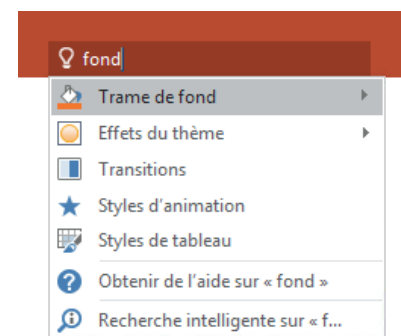 fond
Trame de fond
Effets du thème
Transitions
Styles d'animation
Styles de tableau
Obtenir de l'aide sur « fond »
Recherche intelligente sur « f...